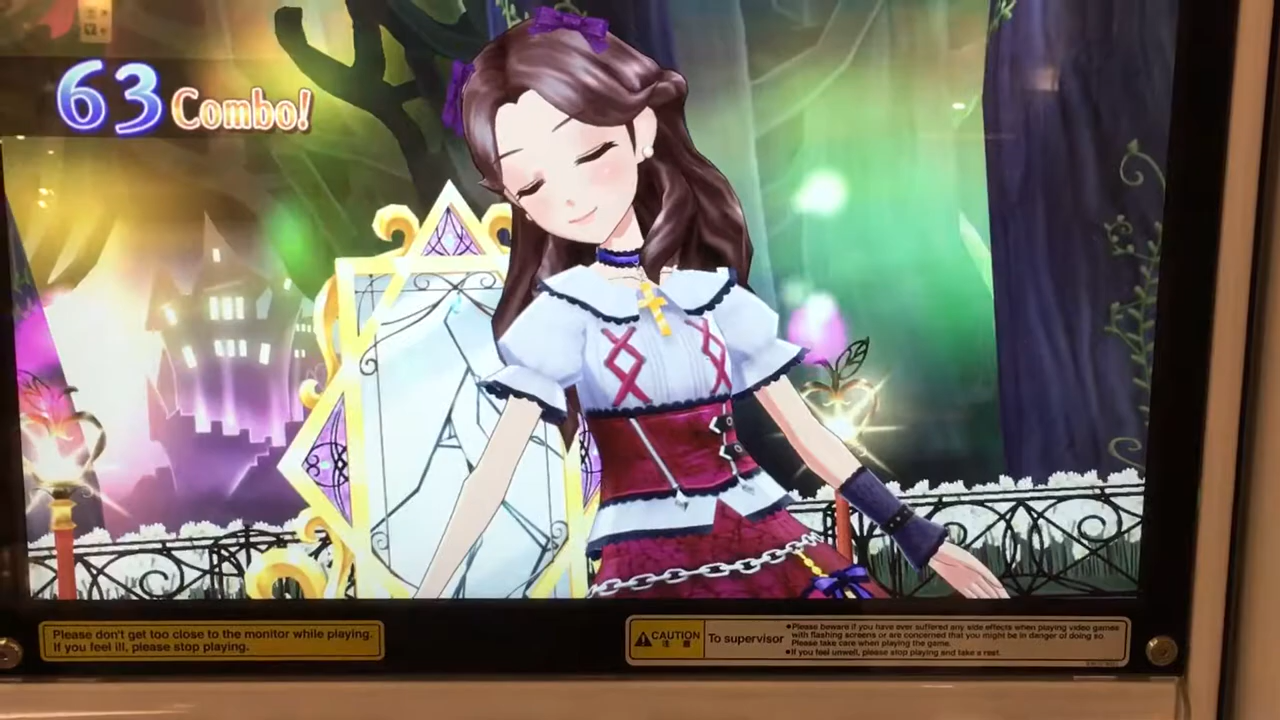 63 Combo!
Please don't get too close to the monitor while playing.
If you feel ill, please stop playing.
CAUTION
注意
To supervisor
●Please beware if you have ever suffered any side effects when playing video games
with flashing screens or are concerned that you might be in danger of doing so.
Please take care when playing the game.
●If you feel unwell, please stop playing and take a rest.